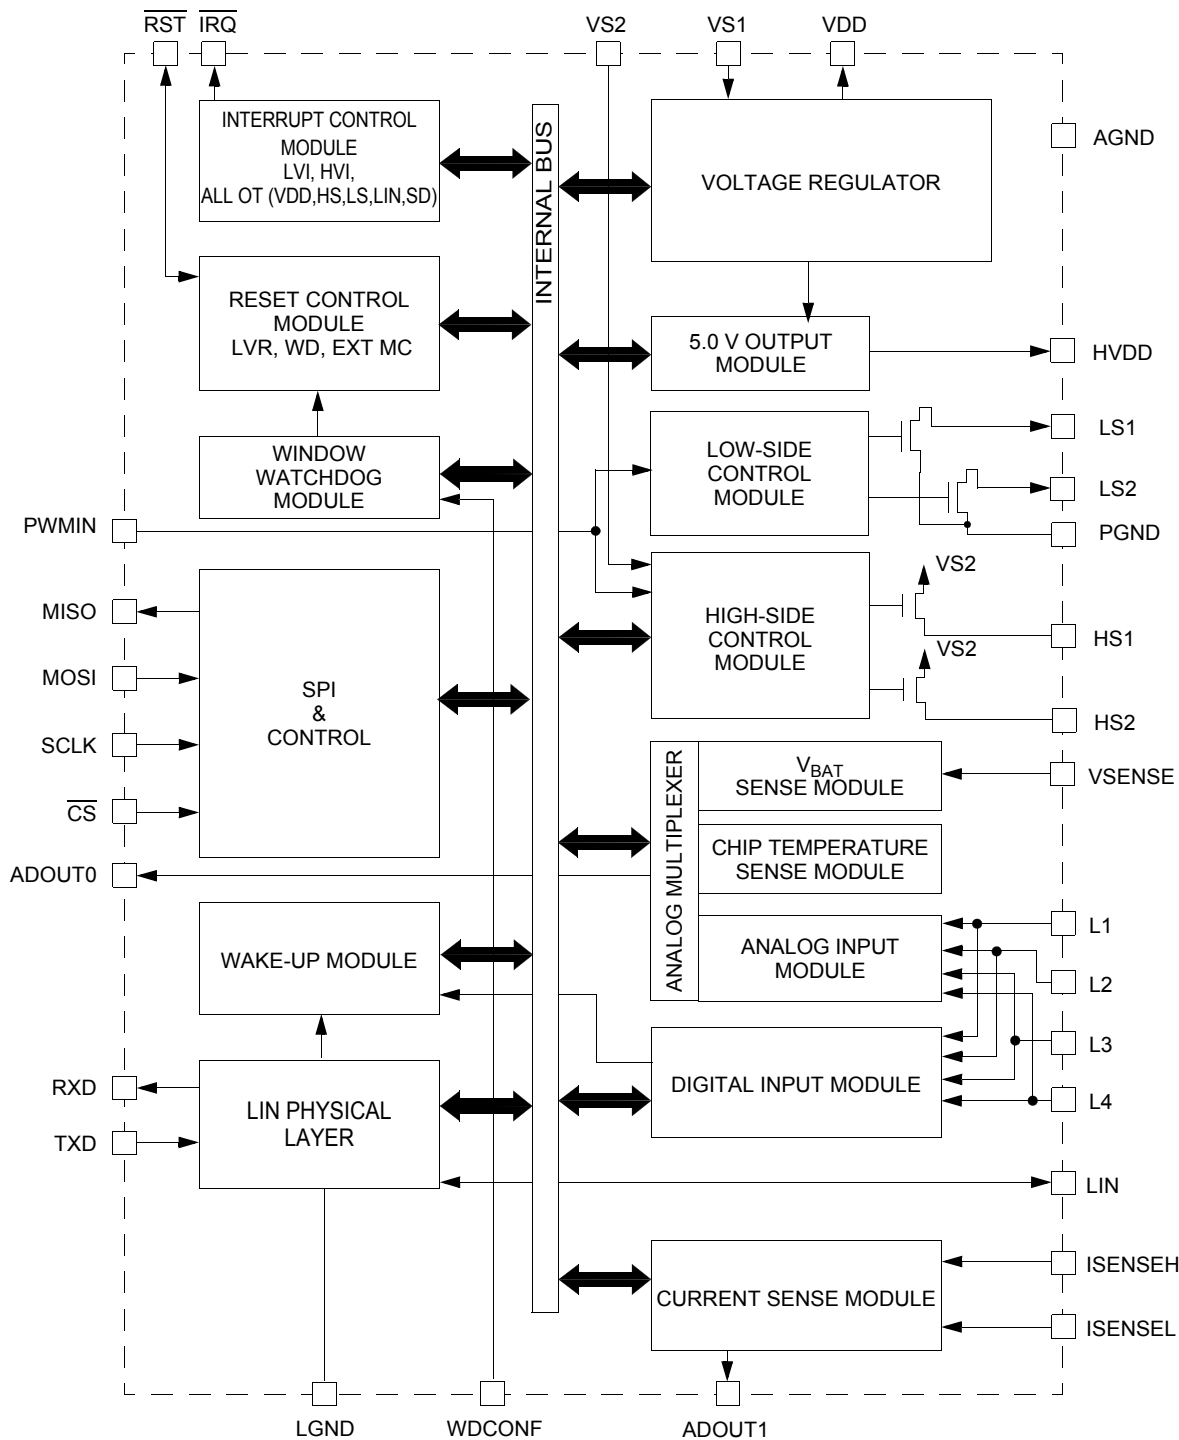 RST
IRQ
VS2
VS1
VDD
INTERRUPT CONTROL
MODULE
LVI, HVI,
ALL OT (VDD,HS,LS,LIN,SD)
INTERNAL BUS
VOLTAGE REGULATOR
AGND
RESET CONTROL
MODULE
LVR, WD, EXT MC
5.0 V OUTPUT
MODULE
HVDD
WINDOW
WATCHDOG
MODULE
LOW-SIDE
CONTROL
MODULE
LS1
LS2
PGND
PWMIN
MISO
MOSI
SCLK
CS
SPI
&
CONTROL
HIGH-SIDE
CONTROL
MODULE
VS2
VS2
HS1
HS2
ANALOG MULTIPLEXER
VBAT
SENSE MODULE
VSENSE
CHIP TEMPERATURE
SENSE MODULE
ADOUT0
WAKE-UP MODULE
ANALOG INPUT
MODULE
L1
L2
L3
L4
DIGITAL INPUT MODULE
RXD
TXD
LIN PHYSICAL
LAYER
LIN
CURRENT SENSE MODULE
ISENSEH
ISENSEL
LGND
WDCONF
ADOUT1